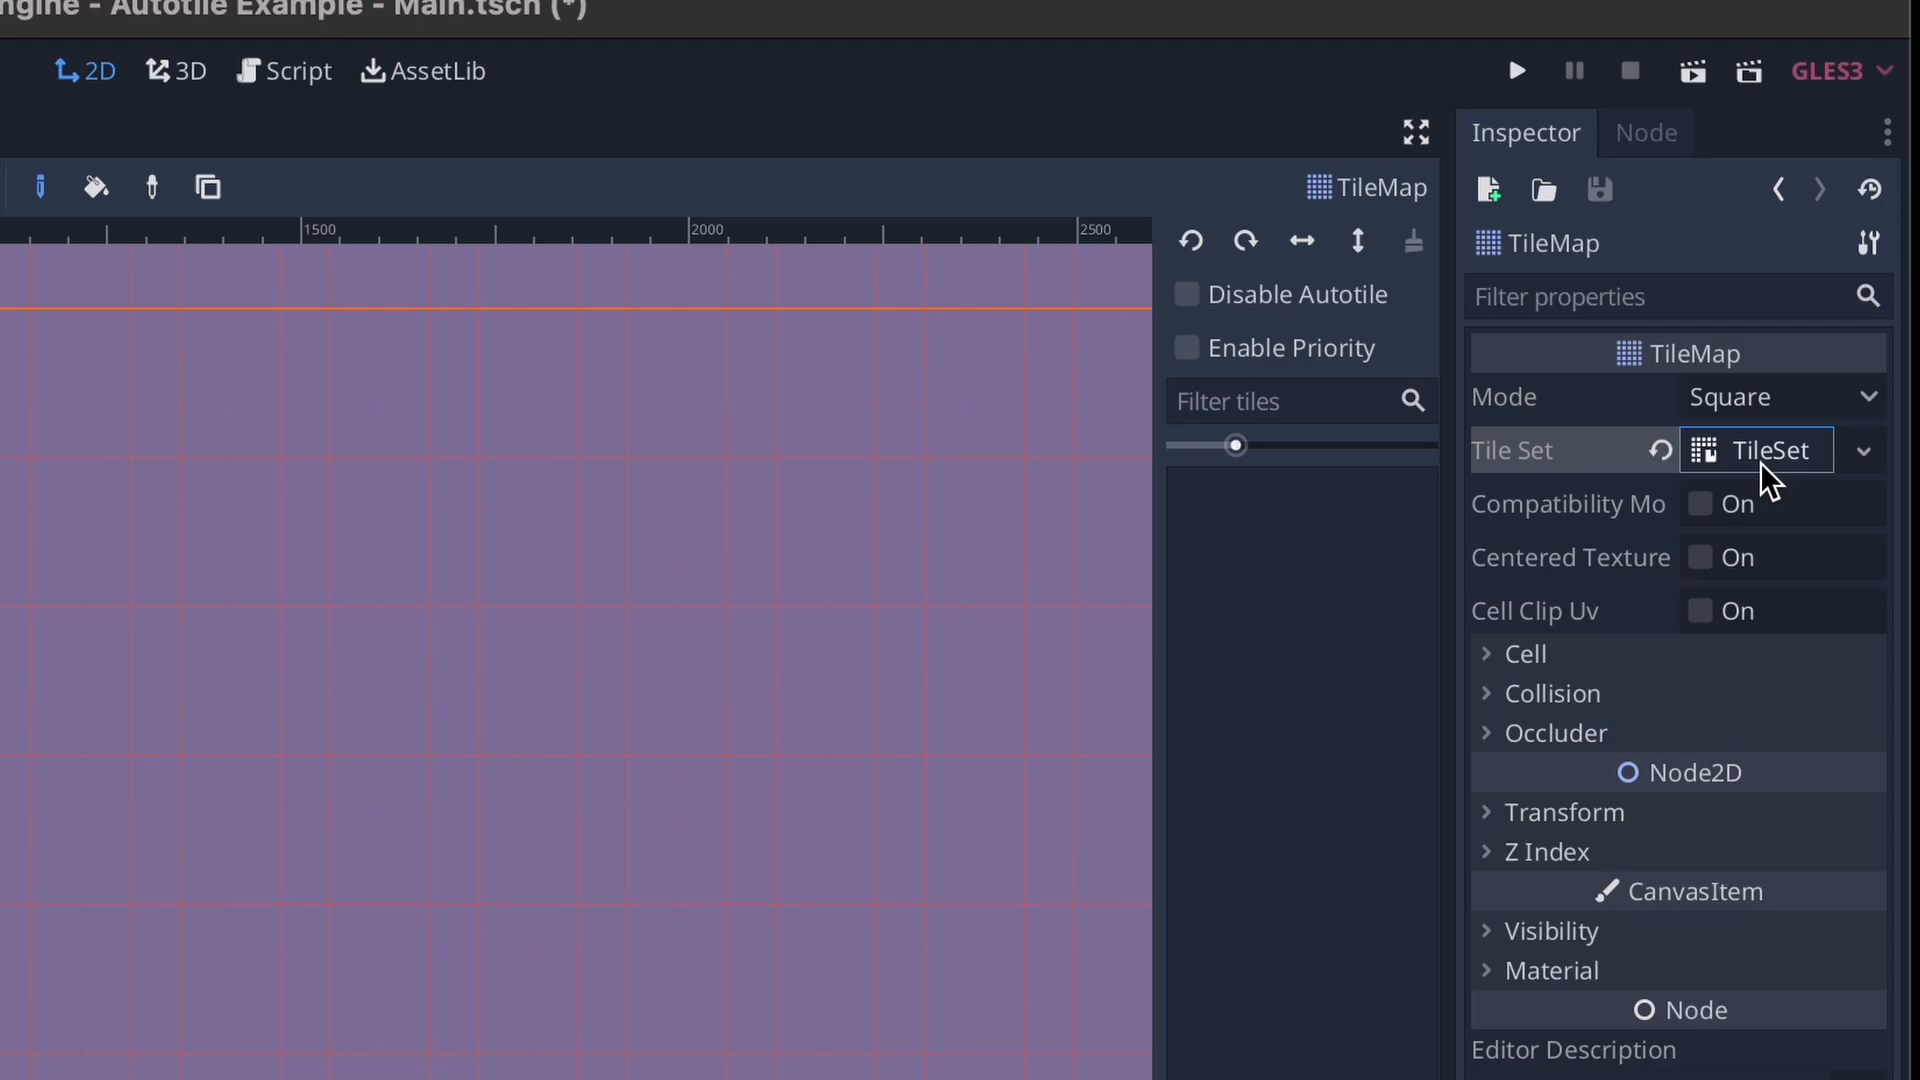 ngine - Autotile Example - Main.tsch (*)
2D 3D Script AssetLib GLES3
Inspector Node
TileMap
1500 2000 2500
TileMap
Disable Autotile
Filter properties
Enable Priority
TileMap
Filter tiles
Mode Square
Tile Set TileSet
Compatibility Mo On
Centered Texture On
Cell Clip Uv On
Cell
Collision
Occluder
Node2D
Transform
Z Index
CanvasItem
Visibility
Material
Node
Editor Description